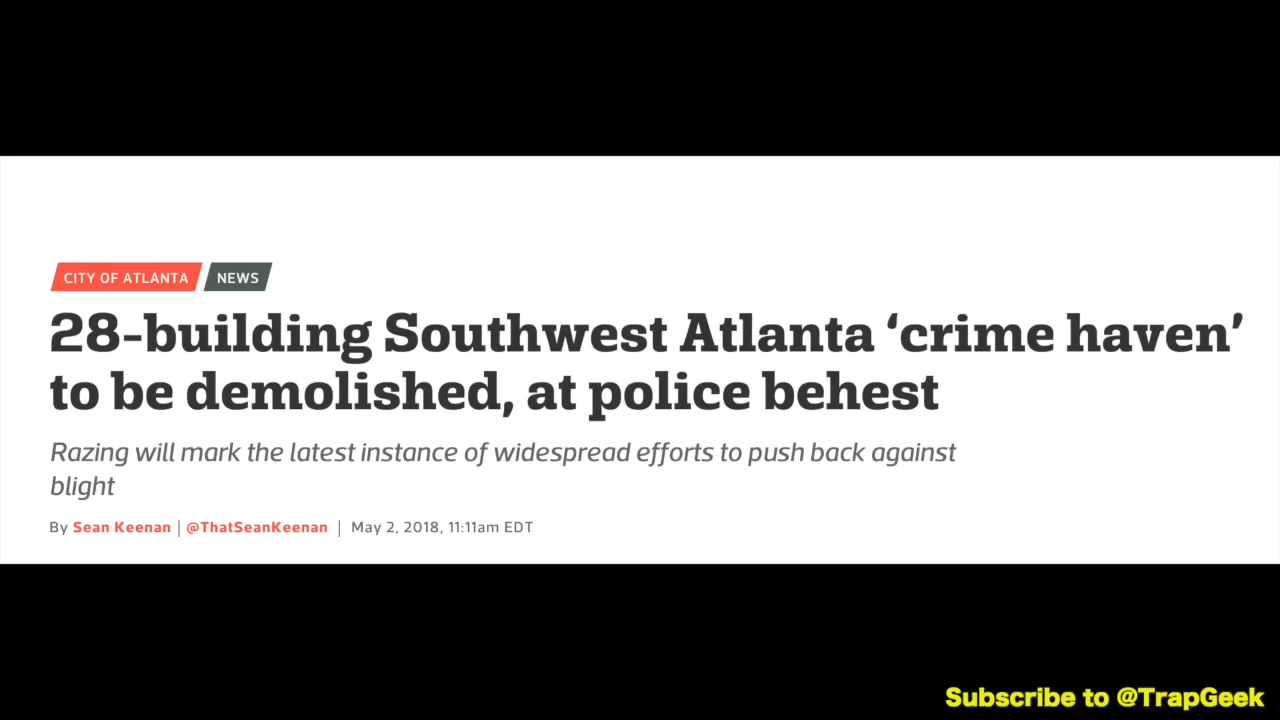 CITY OF ATLANTA NEWS
28-building Southwest Atlanta ‘crime haven’
to be demolished, at police behest
Razing will mark the latest instance of widespread efforts to push back against
blight
By Sean Keenan | @ThatSeanKeenan | May 2, 2018, 11:11am EDT
Subscribe to @TrapGeek